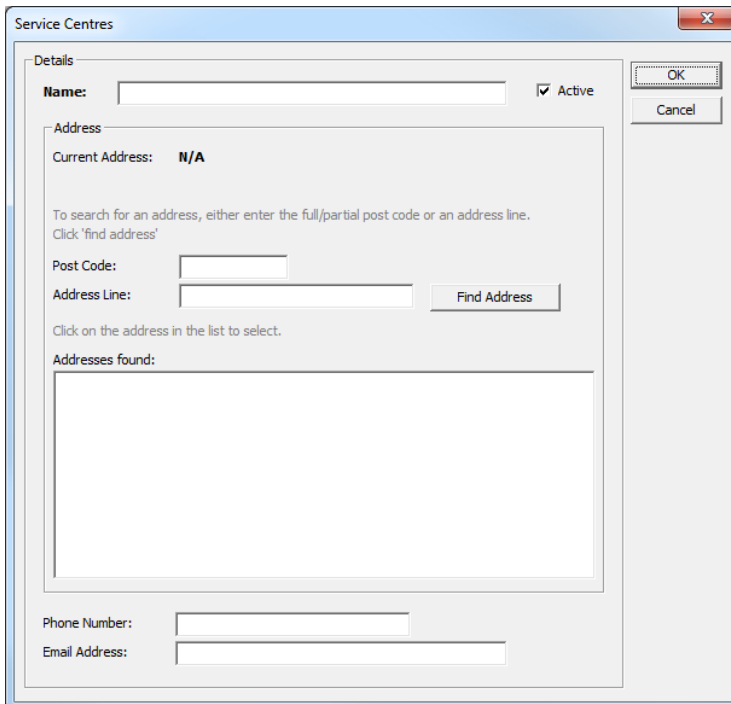 Service Centres
Details
Name:
Active
OK
Cancel
Address
Current Address: N/A
To search for an address, either enter the full/partial post code or an address line.
Click 'find address'
Post Code:
Address Line:
Find Address
Click on the address in the list to select.
Addresses found:
Phone Number:
Email Address: